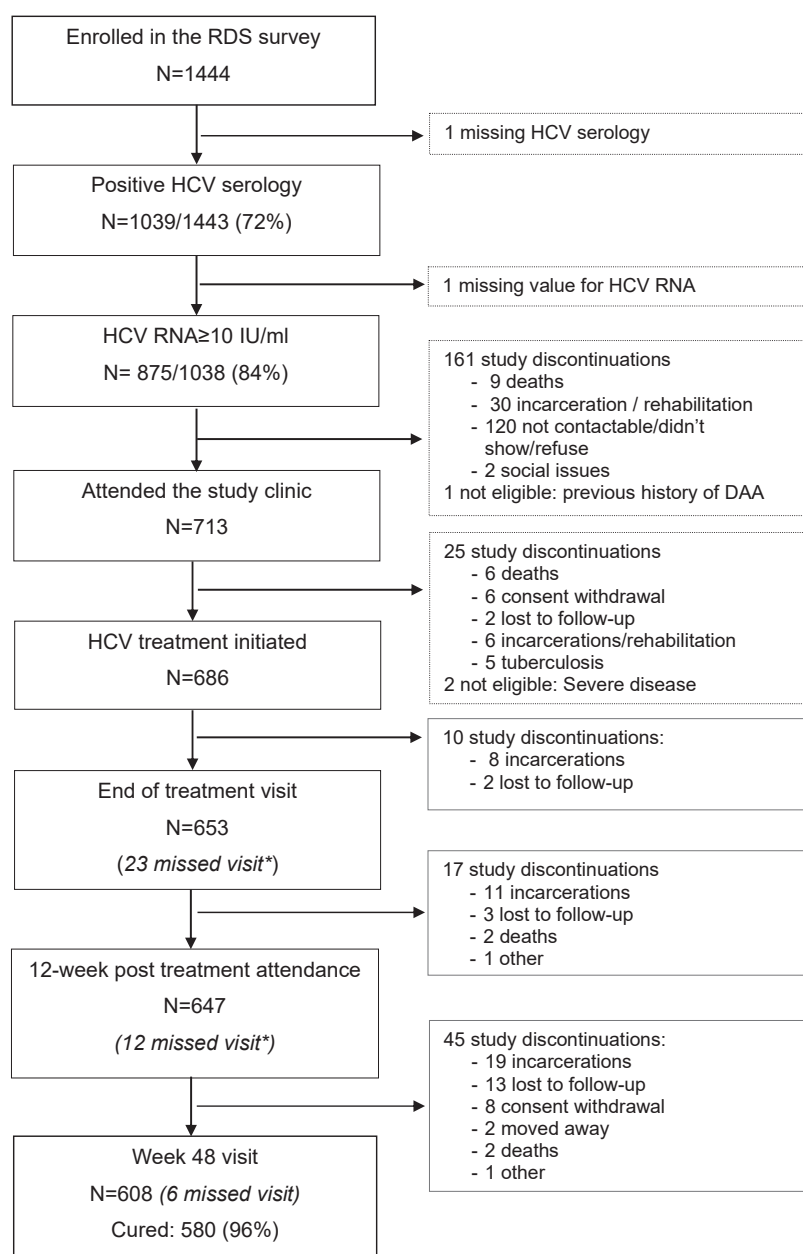 Enrolled in the RDS survey
N=1444
1 missing HCV serology
Positive HCV serology
N=1039/1443 (72%)
1 missing value for HCV RNA
HCV RNA≥10 IU/ml
N= 875/1038 (84%)
161 study discontinuations
- 9 deaths
- 30 incarceration / rehabilitation
- 120 not contactable/didn't
show/refuse
- 2 social issues
1 not eligible: previous history of DAA
Attended the study clinic
N=713
25 study discontinuations
- 6 deaths
- 6 consent withdrawal
- 2 lost to follow-up
- 6 incarcerations/rehabilitation
- 5 tuberculosis
2 not eligible: Severe disease
HCV treatment initiated
N=686
10 study discontinuations:
- 8 incarcerations
- 2 lost to follow-up
End of treatment visit
N=653
(23 missed visit*)
17 study discontinuations
- 11 incarcerations
- 3 lost to follow-up
- 2 deaths
- 1 other
12-week post treatment attendance
N=647
(12 missed visit*)
45 study discontinuations:
- 19 incarcerations
- 13 lost to follow-up
- 8 consent withdrawal
- 2 moved away
- 2 deaths
- 1 other
Week 48 visit
N=608 (6 missed visit)
Cured: 580 (96%)